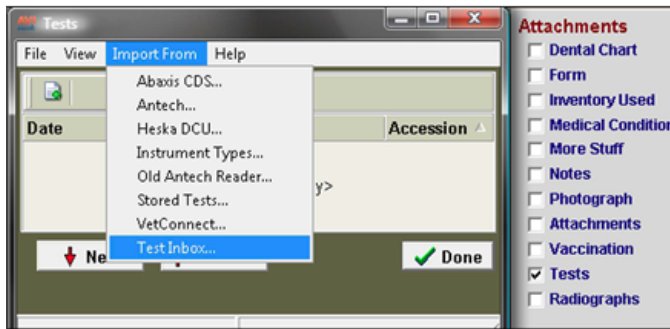 Tests
File View Import From Help
Abaxis CDS...
Antech...
Heska DCU...
Instrument Types...
Old Antech Reader...
Stored Tests...
VetConnect...
Test Inbox...
Date
Accession
y>
Ne
Done
Attachments
Dental Chart
Form
Inventory Used
Medical Condition
More Stuff
Notes
Photograph
Attachments
Vaccination
Tests
Radiographs